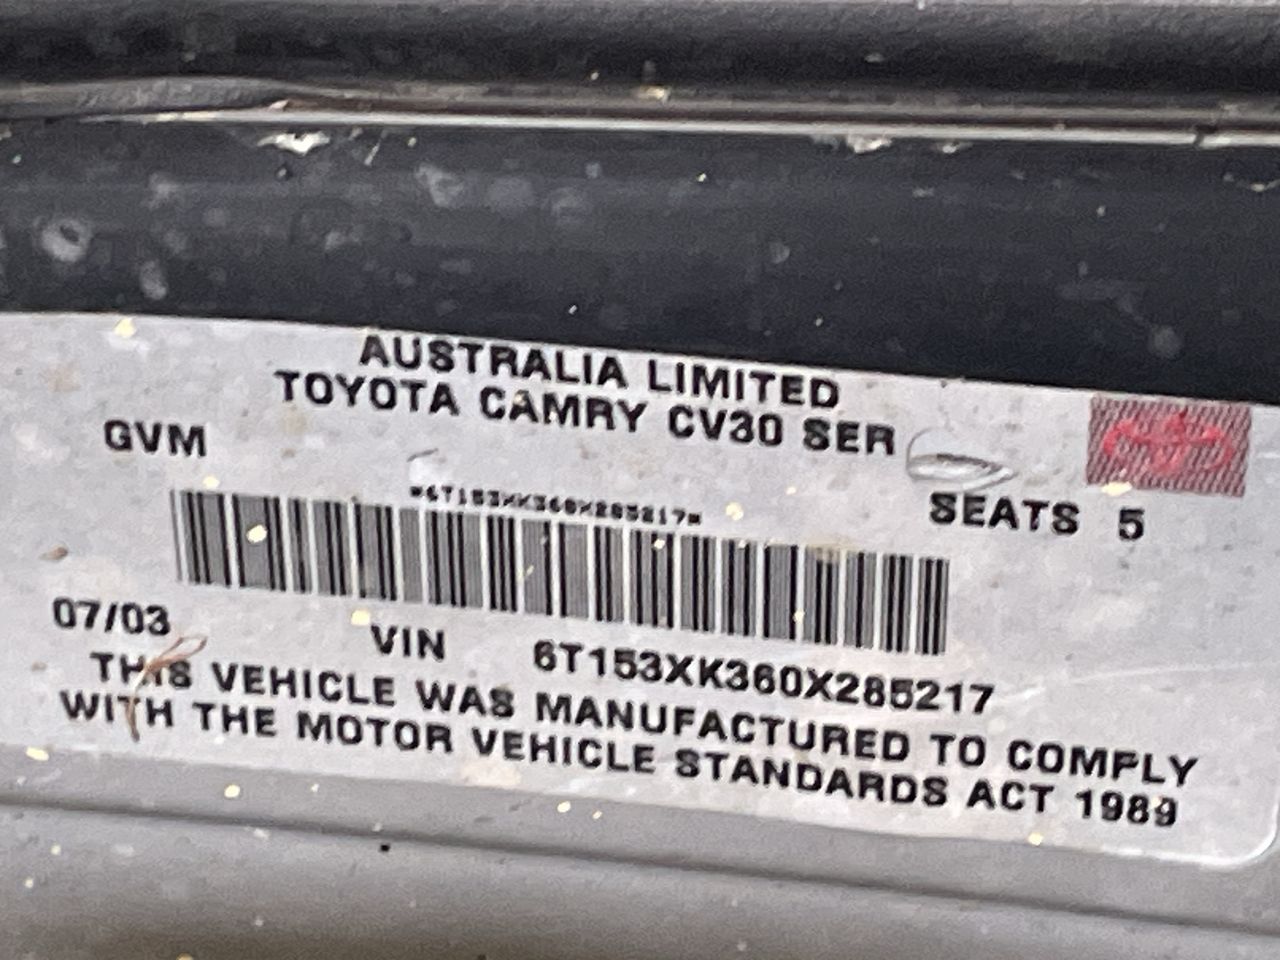 AUSTRALIA LIMITED
TOYOTA CAMRY CV30 SER
GVM
SEATS 5
*6T153XK360X285217*
07/03
VIN 6T153XK360X285217
THIS VEHICLE WAS MANUFACTURED TO COMPLY
WITH THE MOTOR VEHICLE STANDARDS ACT 1989